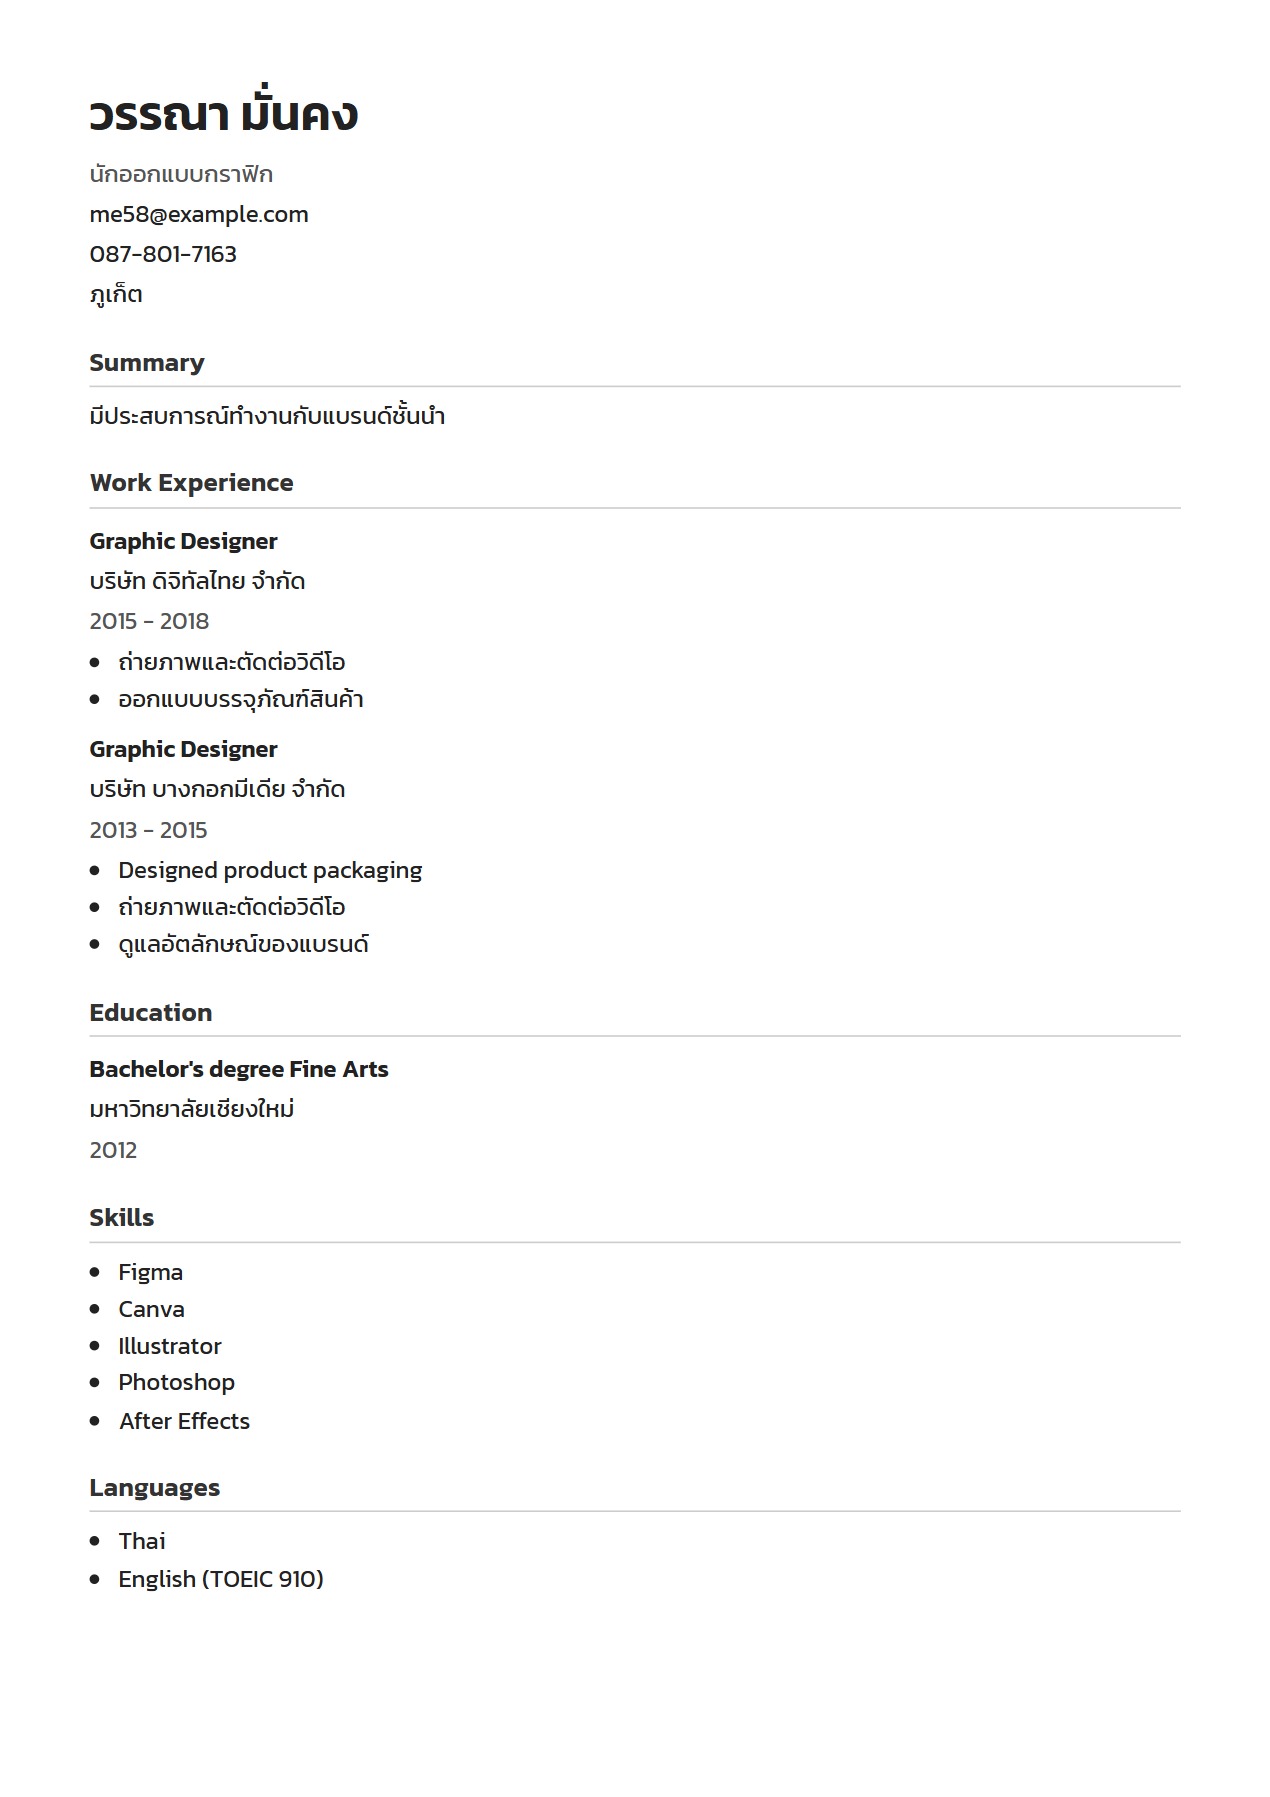 วรรณา มั่นคง
นักออกแบบกราฟิก
me58@example.com
087-801-7163
ภูเก็ต
Summary
มีประสบการณ์ทำงานกับแบรนด์ชั้นนำ
Work Experience
Graphic Designer
บริษัท ดิจิทัลไทย จำกัด
2015 - 2018
• ถ่ายภาพและตัดต่อวิดีโอ
• ออกแบบบรรจุภัณฑ์สินค้า
Graphic Designer
บริษัท บางกอกมีเดีย จำกัด
2013 - 2015
• Designed product packaging
• ถ่ายภาพและตัดต่อวิดีโอ
• ดูแลอัตลักษณ์ของแบรนด์
Education
Bachelor's degree Fine Arts
มหาวิทยาลัยเชียงใหม่
2012
Skills
• Figma
• Canva
• Illustrator
• Photoshop
• After Effects
Languages
• Thai
• English (TOEIC 910)